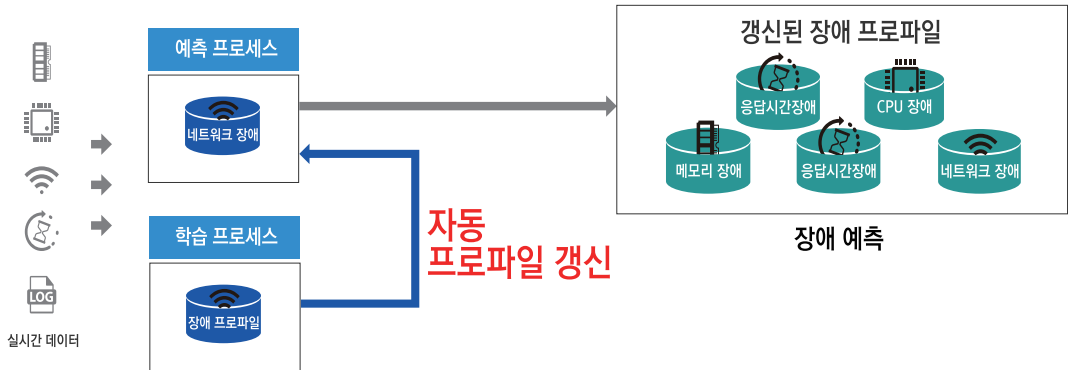 LOG
실시간 데이터
예측 프로세스
네트워크 장애
학습 프로세스
장애 프로파일
자동
프로파일 갱신
갱신된 장애 프로파일
응답시간장애
CPU 장애
메모리 장애
응답시간장애
네트워크 장애
장애 예측